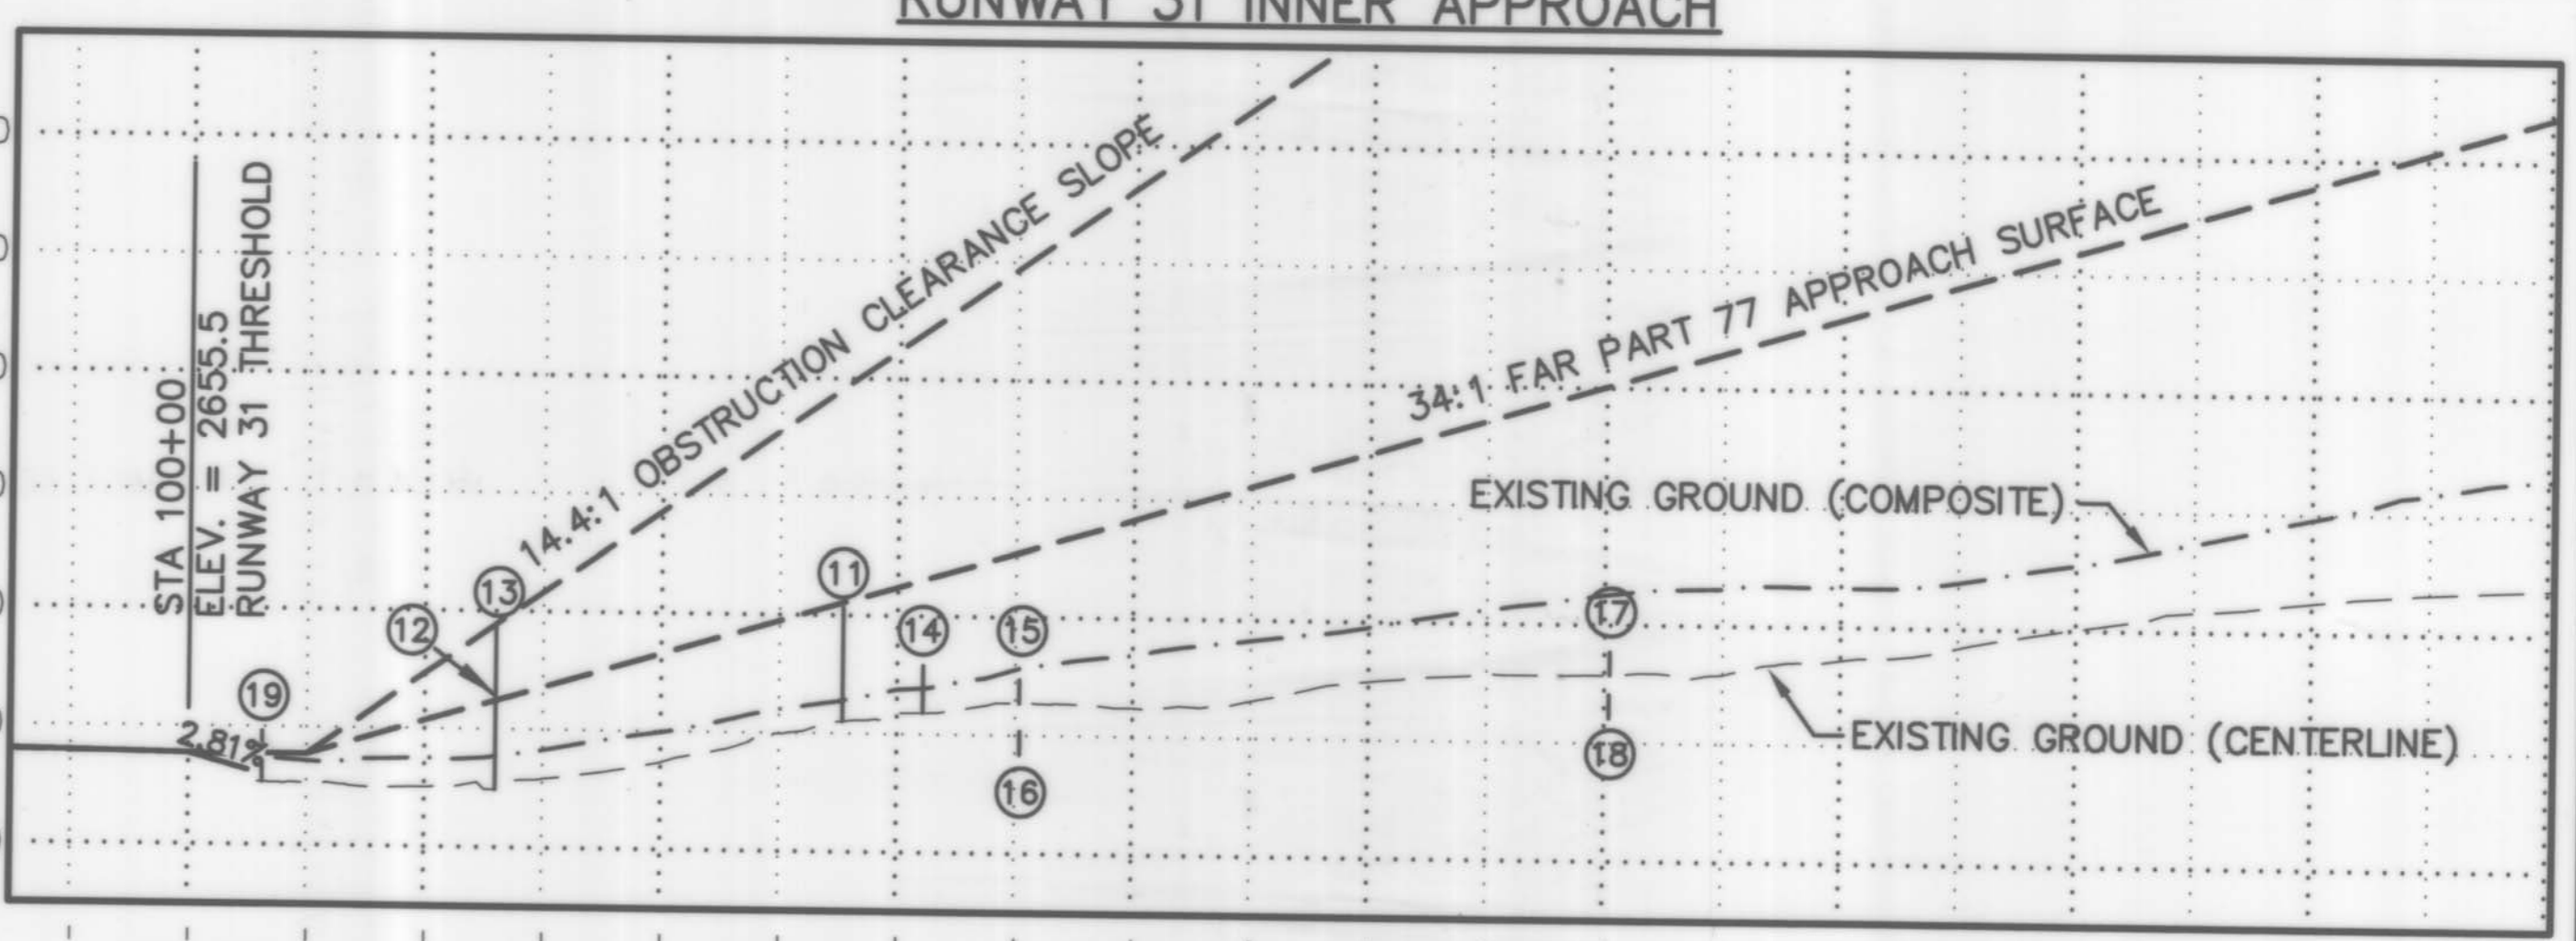 RUNWAY 31 INNER APPROACH
STA 100+00
ELEV. = 2655.5
RUNWAY 31 THRESHOLD
14.4:1 OBSTRUCTION CLEARANCE SLOPE
34:1 FAR PART 77 APPROACH SURFACE
EXISTING GROUND (COMPOSITE)
13
11
12
14
15
17
19
2.81%
EXISTING GROUND (CENTERLINE)
18
16